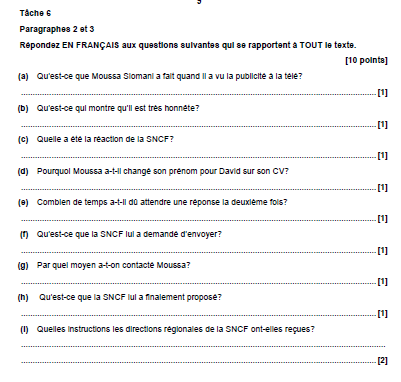 Tâche 6
Paragraphes 2 et 3
Répondez EN FRANÇAIS aux questions suivantes qui se rapportent à TOUT le texte.
[10 points]
(a) Qu'est-ce que Moussa Slomani a fait quand il a vu la publicité à la télé?
[1]
(b) Qu'est-ce qui montre qu'il est très honnête?
[1]
(c) Quelle a été la réaction de la SNCF?
[1]
(d) Pourquoi Moussa a-t-il changé son prénom pour David sur son CV?
[1]
(e) Combien de temps a-t-il dû attendre une réponse la deuxième fois?
[1]
(f) Qu'est-ce que la SNCF lui a demandé d'envoyer?
[1]
(g) Par quel moyen a-t-on contacté Moussa?
[1]
(h) Qu'est-ce que la SNCF lui a finalement proposé?
[1]
(i) Quelles instructions les directions régionales de la SNCF ont-elles reçues?
[2]